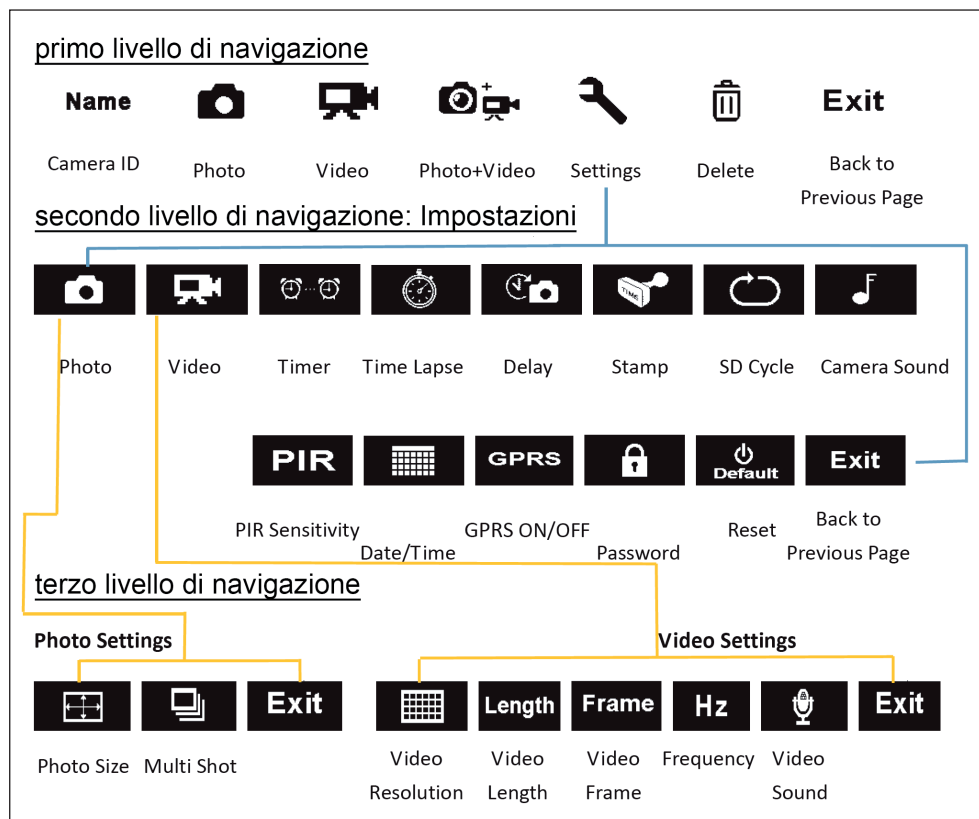 primo livello di navigazione
Name
Exit
Camera ID Photo Video Photo+Video Settings Delete Back to
Previous Page
secondo livello di navigazione: Impostazioni
TIME
Photo Video Timer Time Lapse Delay Stamp SD Cycle Camera Sound
PIR GPRS Default Exit
PIR Sensitivity Date/Time GPRS ON/OFF Password Reset Back to
Previous Page
terzo livello di navigazione
Photo Settings Video Settings
Exit Length Frame Hz Exit
Photo Size Multi Shot Video Video Video Frequency Video
Resolution Length Frame Sound